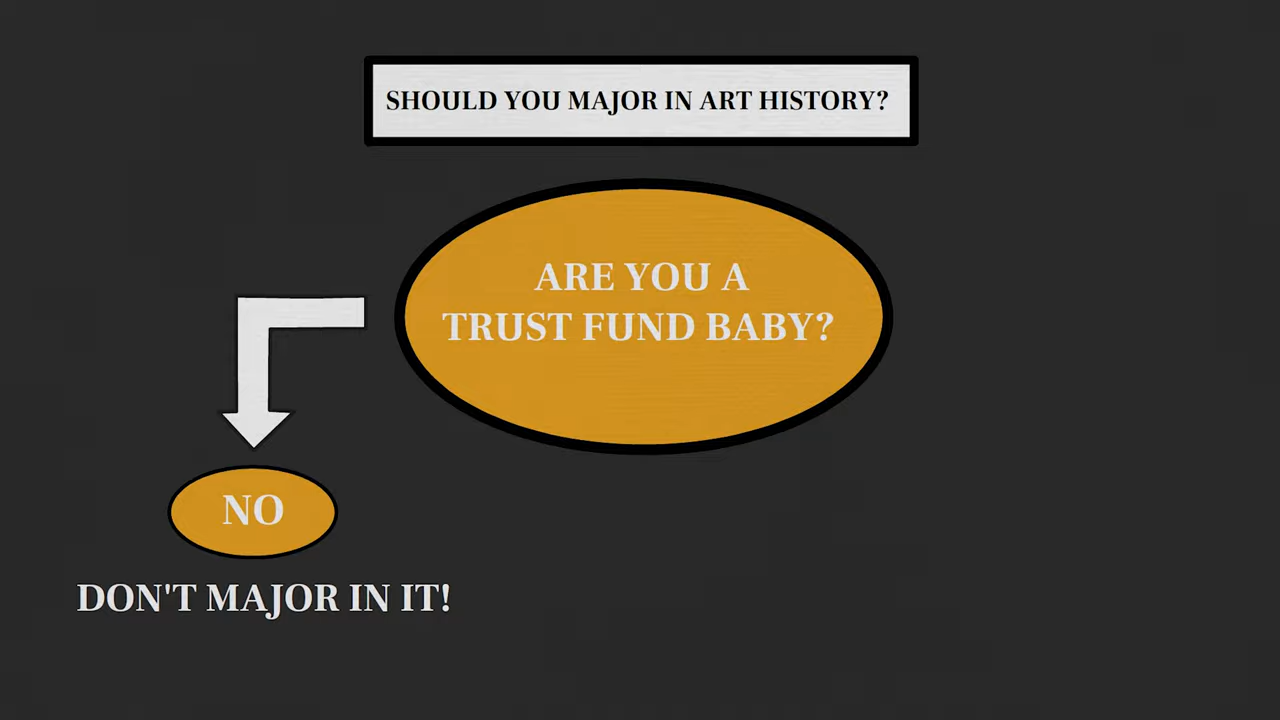 SHOULD YOU MAJOR IN ART HISTORY?
ARE YOU A
TRUST FUND BABY?
NO
DON'T MAJOR IN IT!